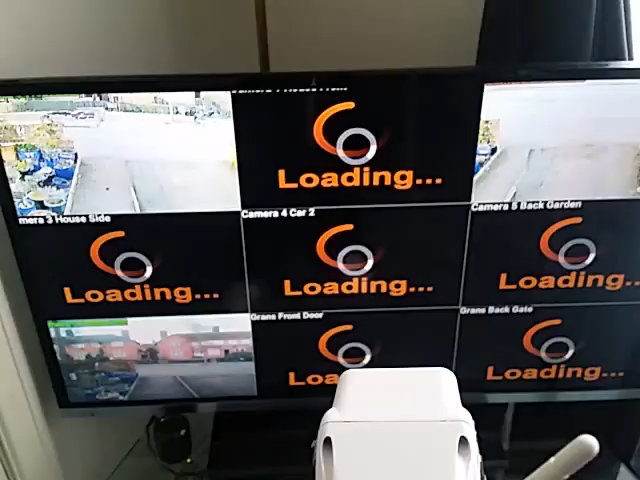 Loading...
mera 3 House Side
Camera 4 Car 2
Camera 5 Back Garden
Loading...
Loading...
Loading..
Grans Front Door
Grans Back Gate
Loa
Loading...